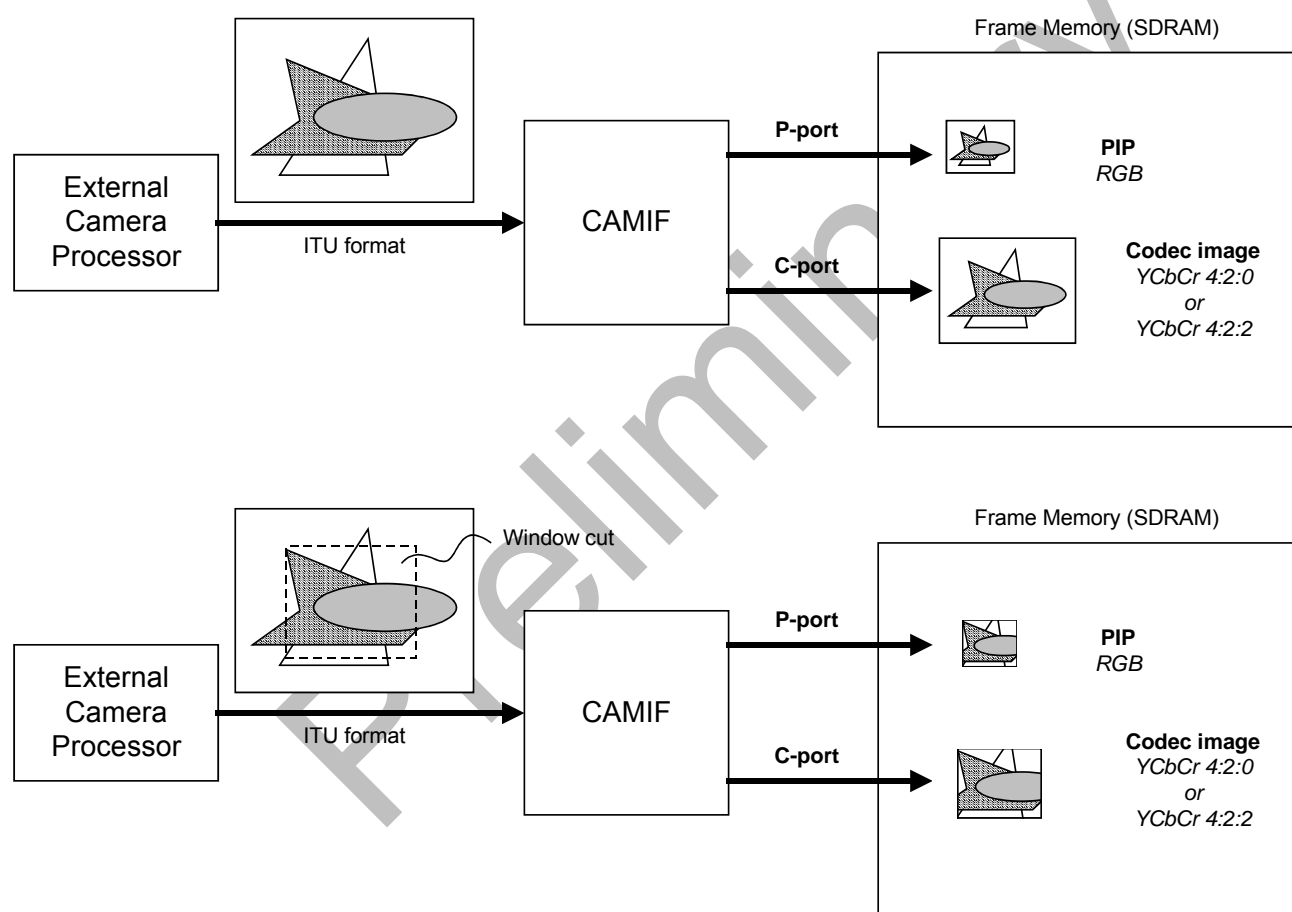 Frame Memory (SDRAM)
External
Camera
Processor
ITU format
CAMIF
P-port
C-port
PIP
RGB
Codec image
YCbCr 4:2:0
or
YCbCr 4:2:2
Window cut
Frame Memory (SDRAM)
External
Camera
Processor
ITU format
CAMIF
P-port
C-port
PIP
RGB
Codec image
YCbCr 4:2:0
or
YCbCr 4:2:2